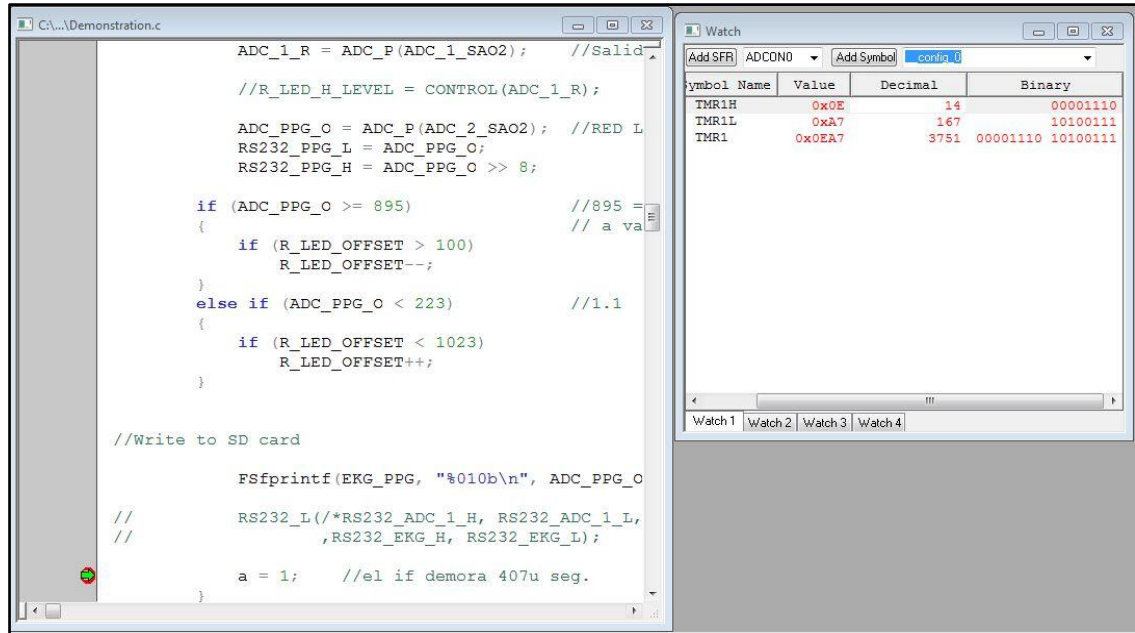 C:\...\Demonstration.c
ADC_1_R = ADC_P(ADC_1_SAO2); //Salid
//R_LED_H_LEVEL = CONTROL(ADC_1_R);
ADC_PPG_O = ADC_P(ADC_2_SAO2); //RED L
RS232_PPG_L = ADC_PPG_O;
RS232_PPG_H = ADC_PPG_O >> 8;
if (ADC_PPG_O >= 895) //895 =
{ // a va
if (R_LED_OFFSET > 100)
R_LED_OFFSET--;
}
else if (ADC_PPG_O < 223) //1.1
{
if (R_LED_OFFSET < 1023)
R_LED_OFFSET++;
}
//Write to SD card
FSfprintf(EKG_PPG, "%010b\n", ADC_PPG_O
// RS232_L(/*RS232_ADC_1_H, RS232_ADC_1_L,
// ,RS232_EKG_H, RS232_EKG_L);
a = 1; //el if demora 407u seg.
}
Watch
Add SFR ADCON0 Add Symbol __config_0
ymbol Name Value Decimal Binary
TMR1H 0x0E 14 00001110
TMR1L 0xA7 167 10100111
TMR1 0x0EA7 3751 00001110 10100111
Watch 1 Watch 2 Watch 3 Watch 4